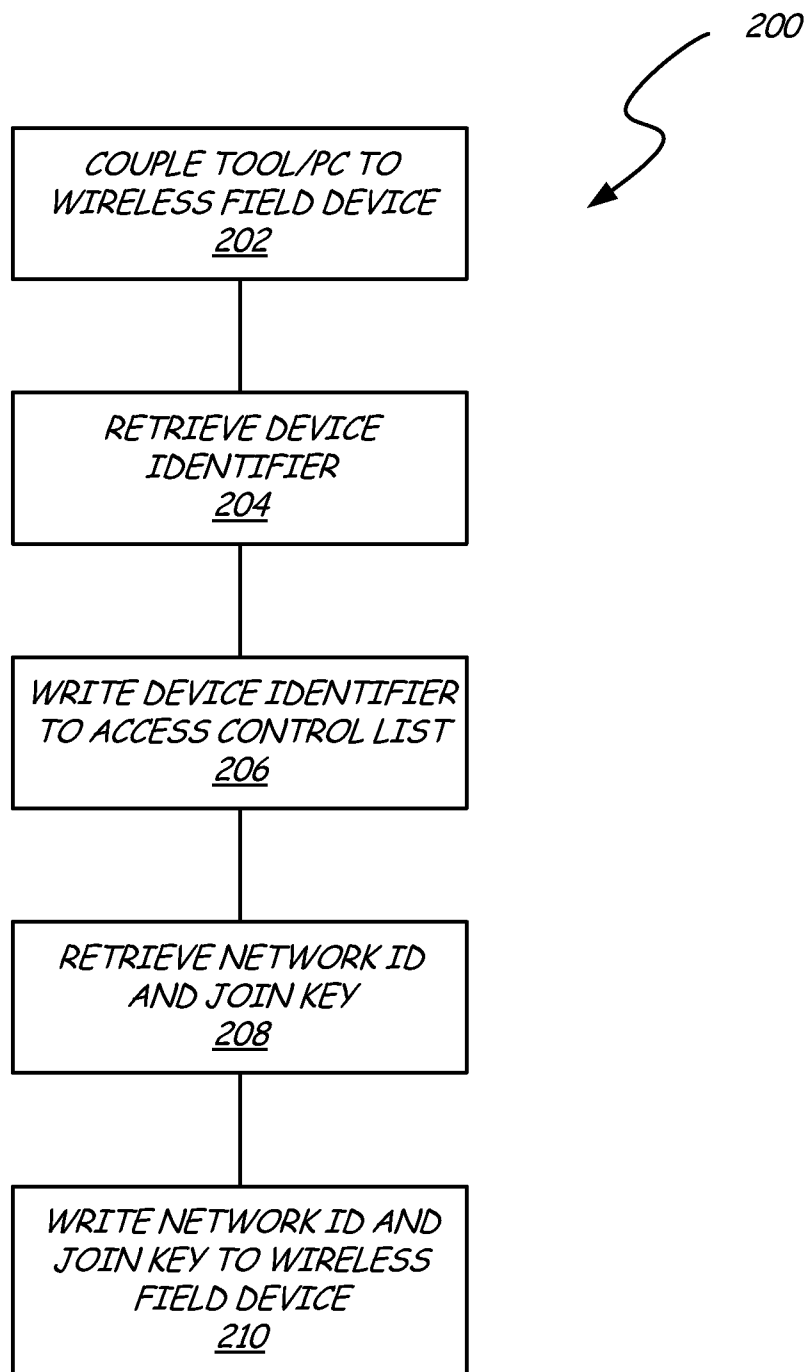 200
COUPLE TOOL/PC TO
WIRELESS FIELD DEVICE
202
RETRIEVE DEVICE
IDENTIFIER
204
WRITE DEVICE IDENTIFIER
TO ACCESS CONTROL LIST
206
RETRIEVE NETWORK ID
AND JOIN KEY
208
WRITE NETWORK ID AND
JOIN KEY TO WIRELESS
FIELD DEVICE
210